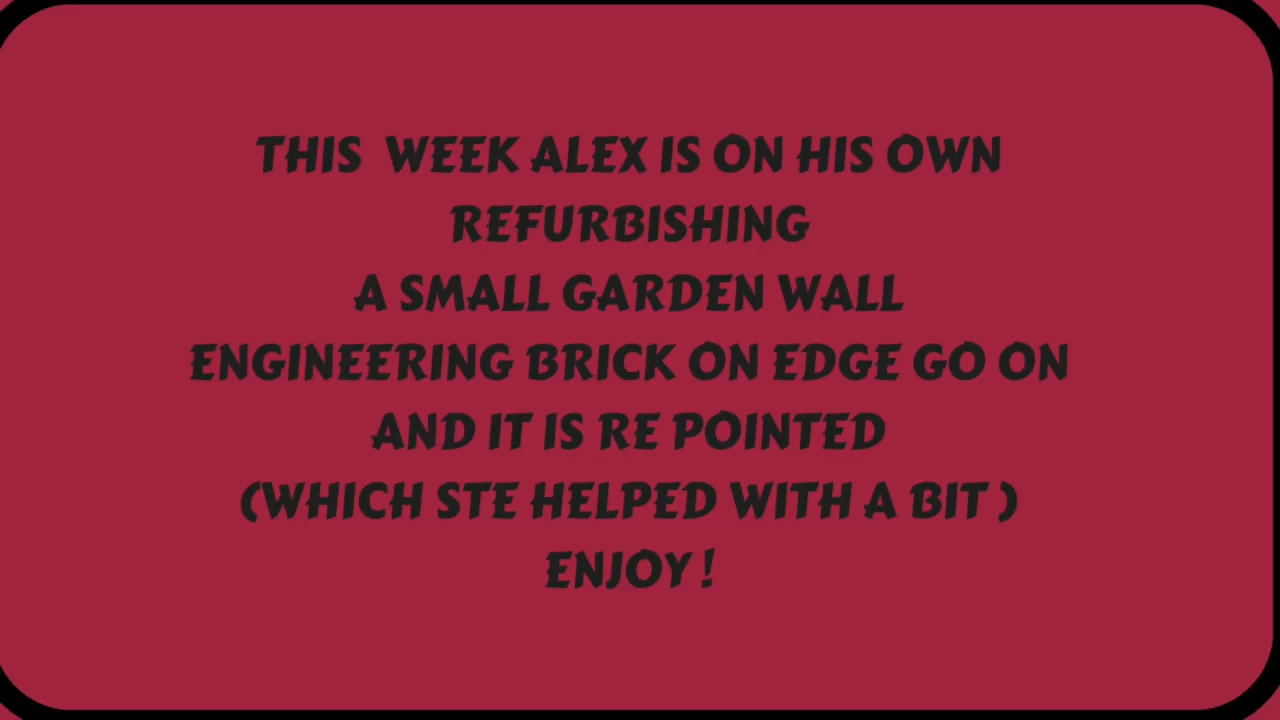 THIS  WEEK ALEX IS ON HIS OWN
REFURBISHING
A SMALL GARDEN WALL
ENGINEERING BRICK ON EDGE GO ON
AND IT IS RE POINTED
(WHICH STE HELPED WITH A BIT )
ENJOY !